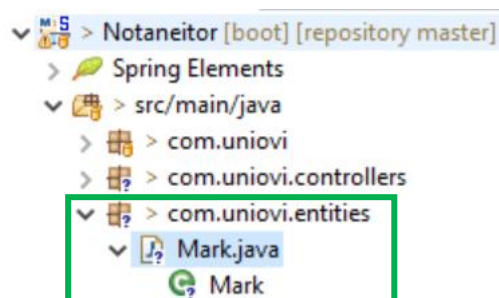 > Notaneitor [boot] [repository master]
Spring Elements
> src/main/java
> com.uniovi
> com.uniovi.controllers
> com.uniovi.entities
Mark.java
Mark